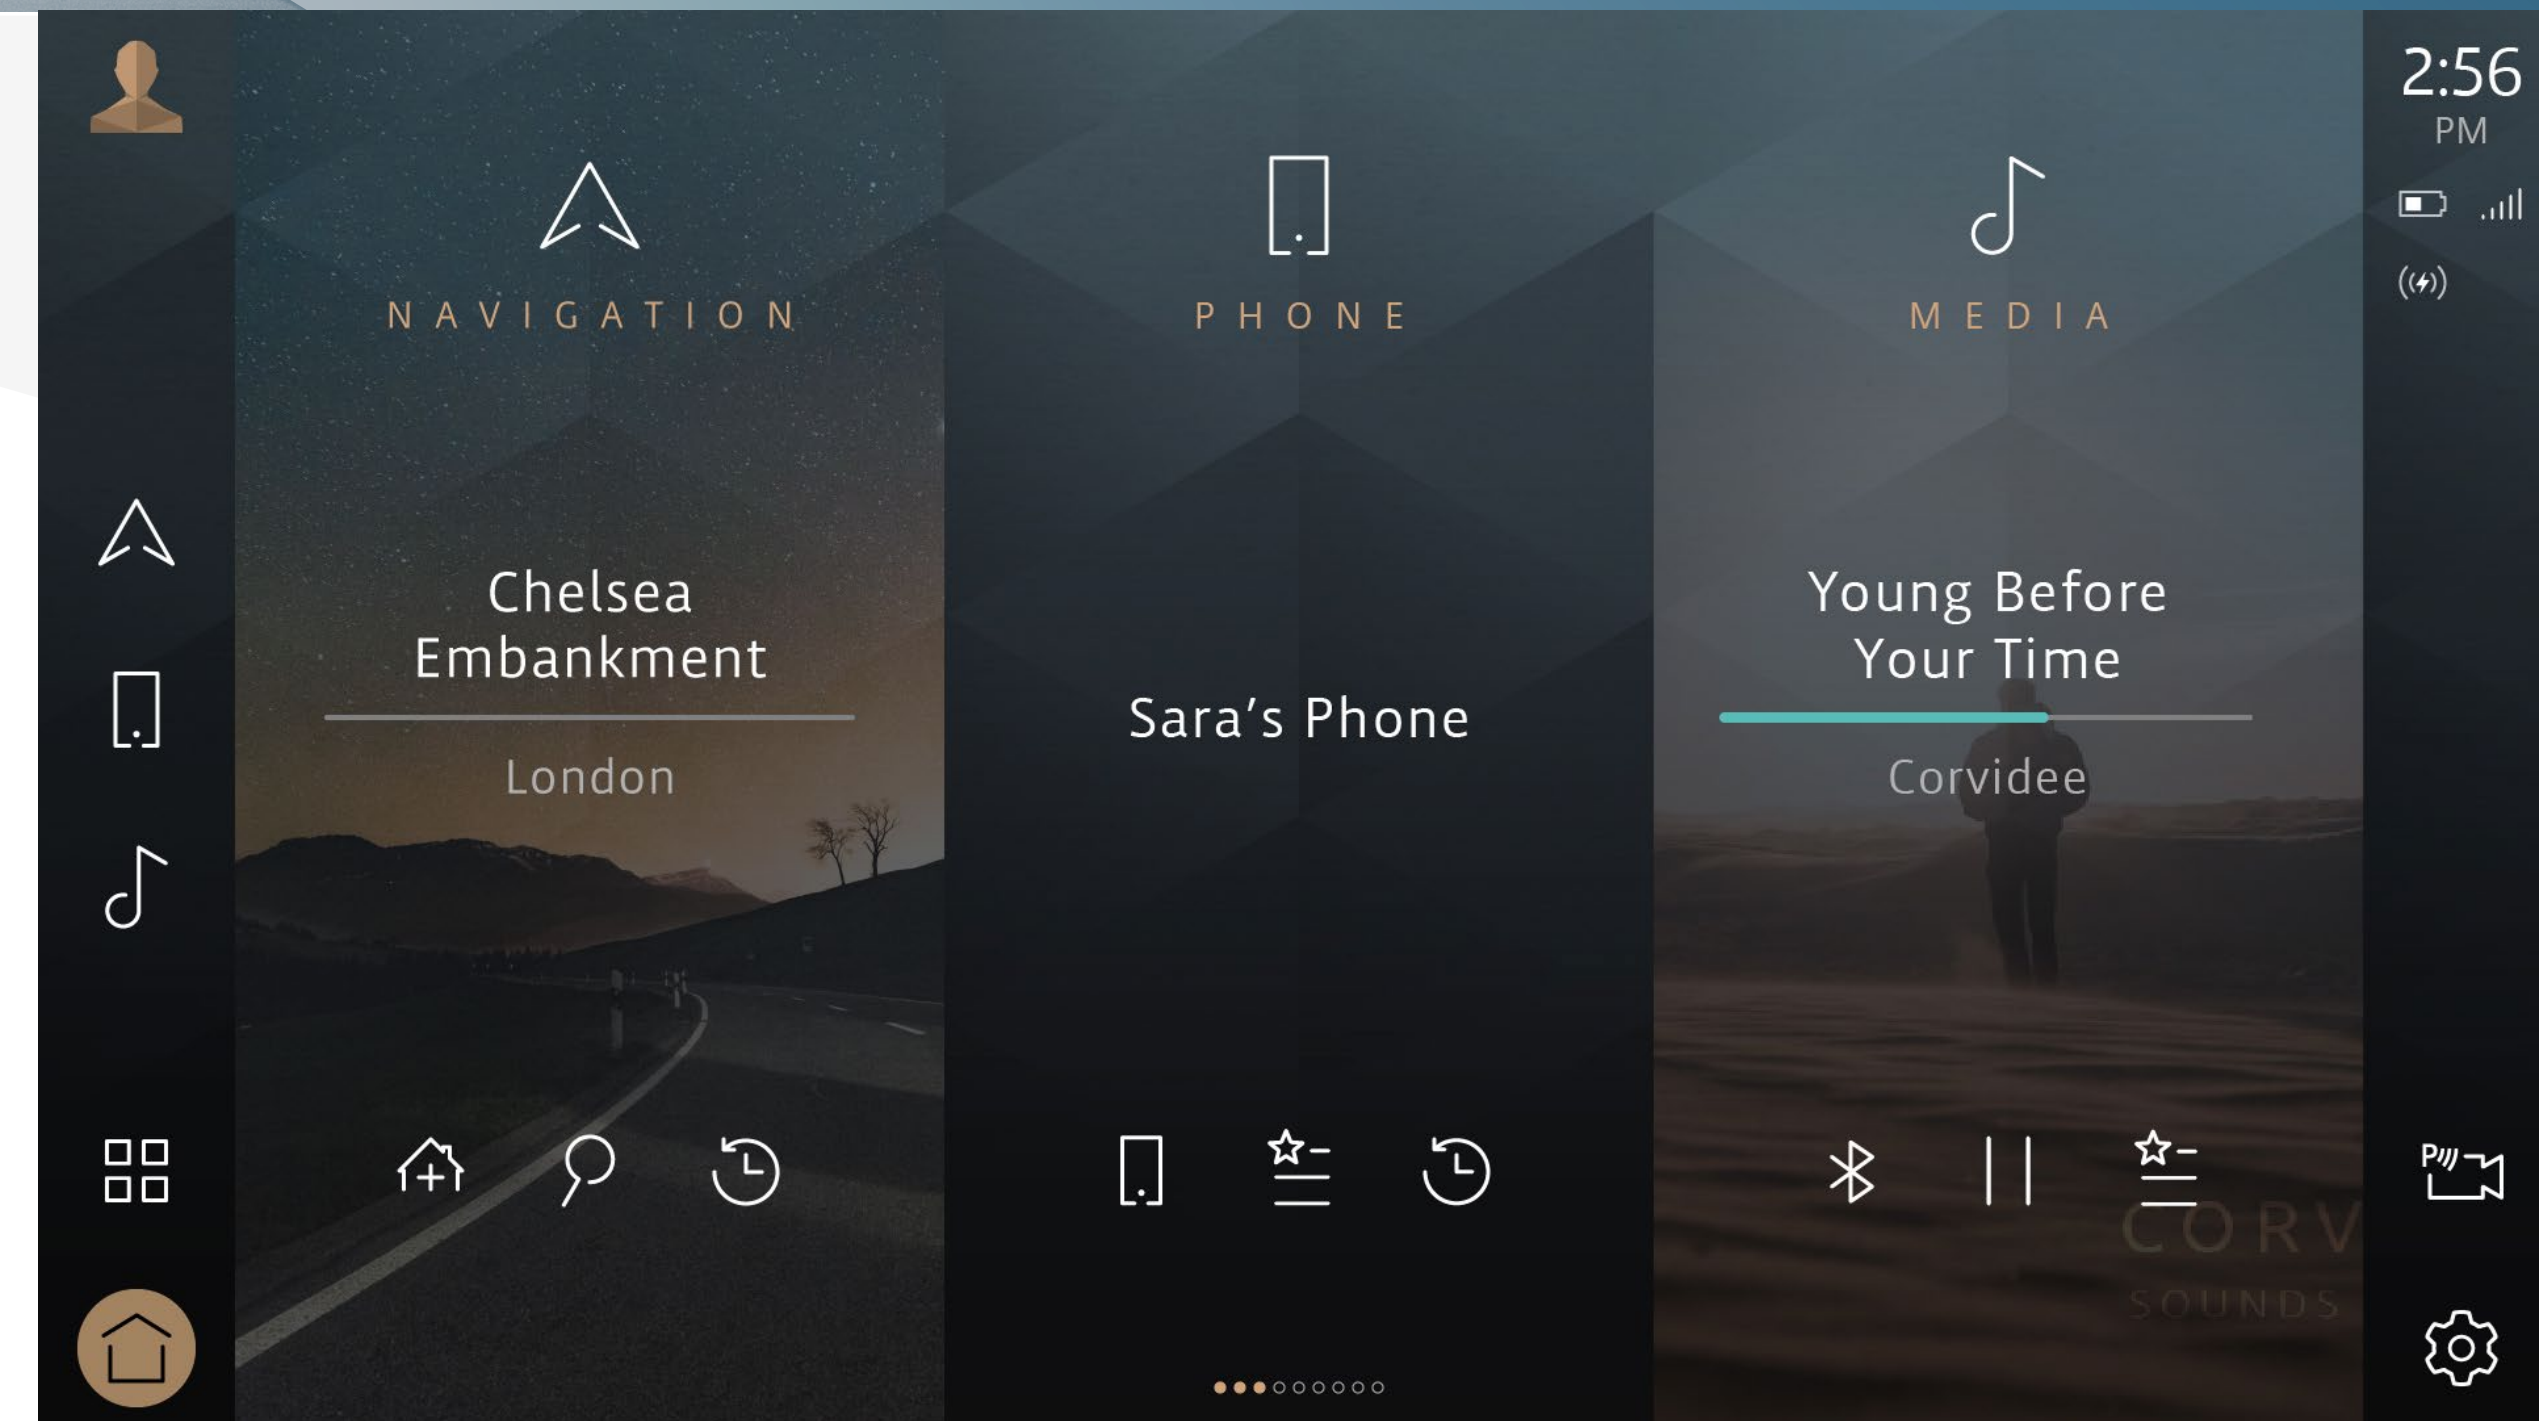 2:56
PM
NAVIGATION
PHONE
MEDIA
Chelsea
Embankment
London
Sara's Phone
Young Before
Your Time
Corvidee
P
CORV
SOUNDS